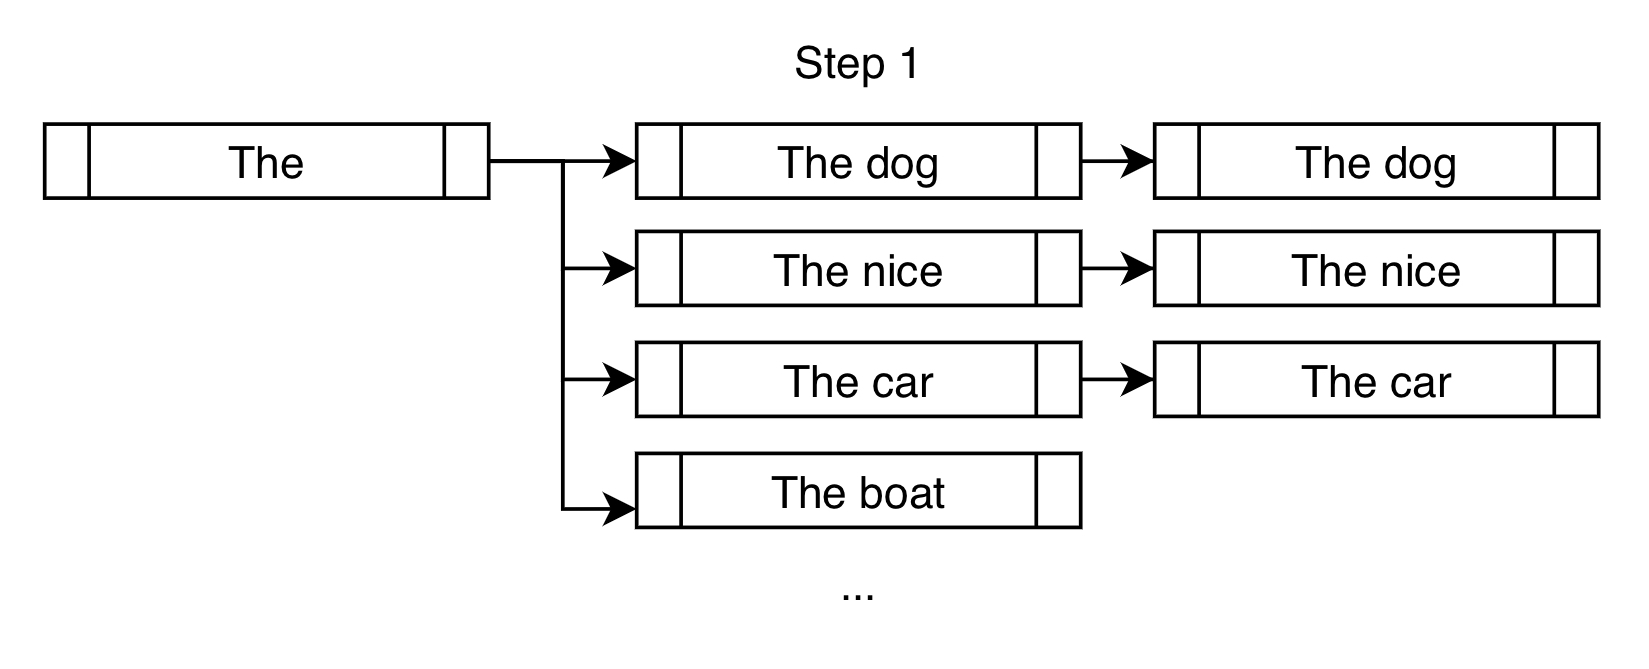 Step 1
The
The dog
The dog
The nice
The nice
The car
The car
The boat
...